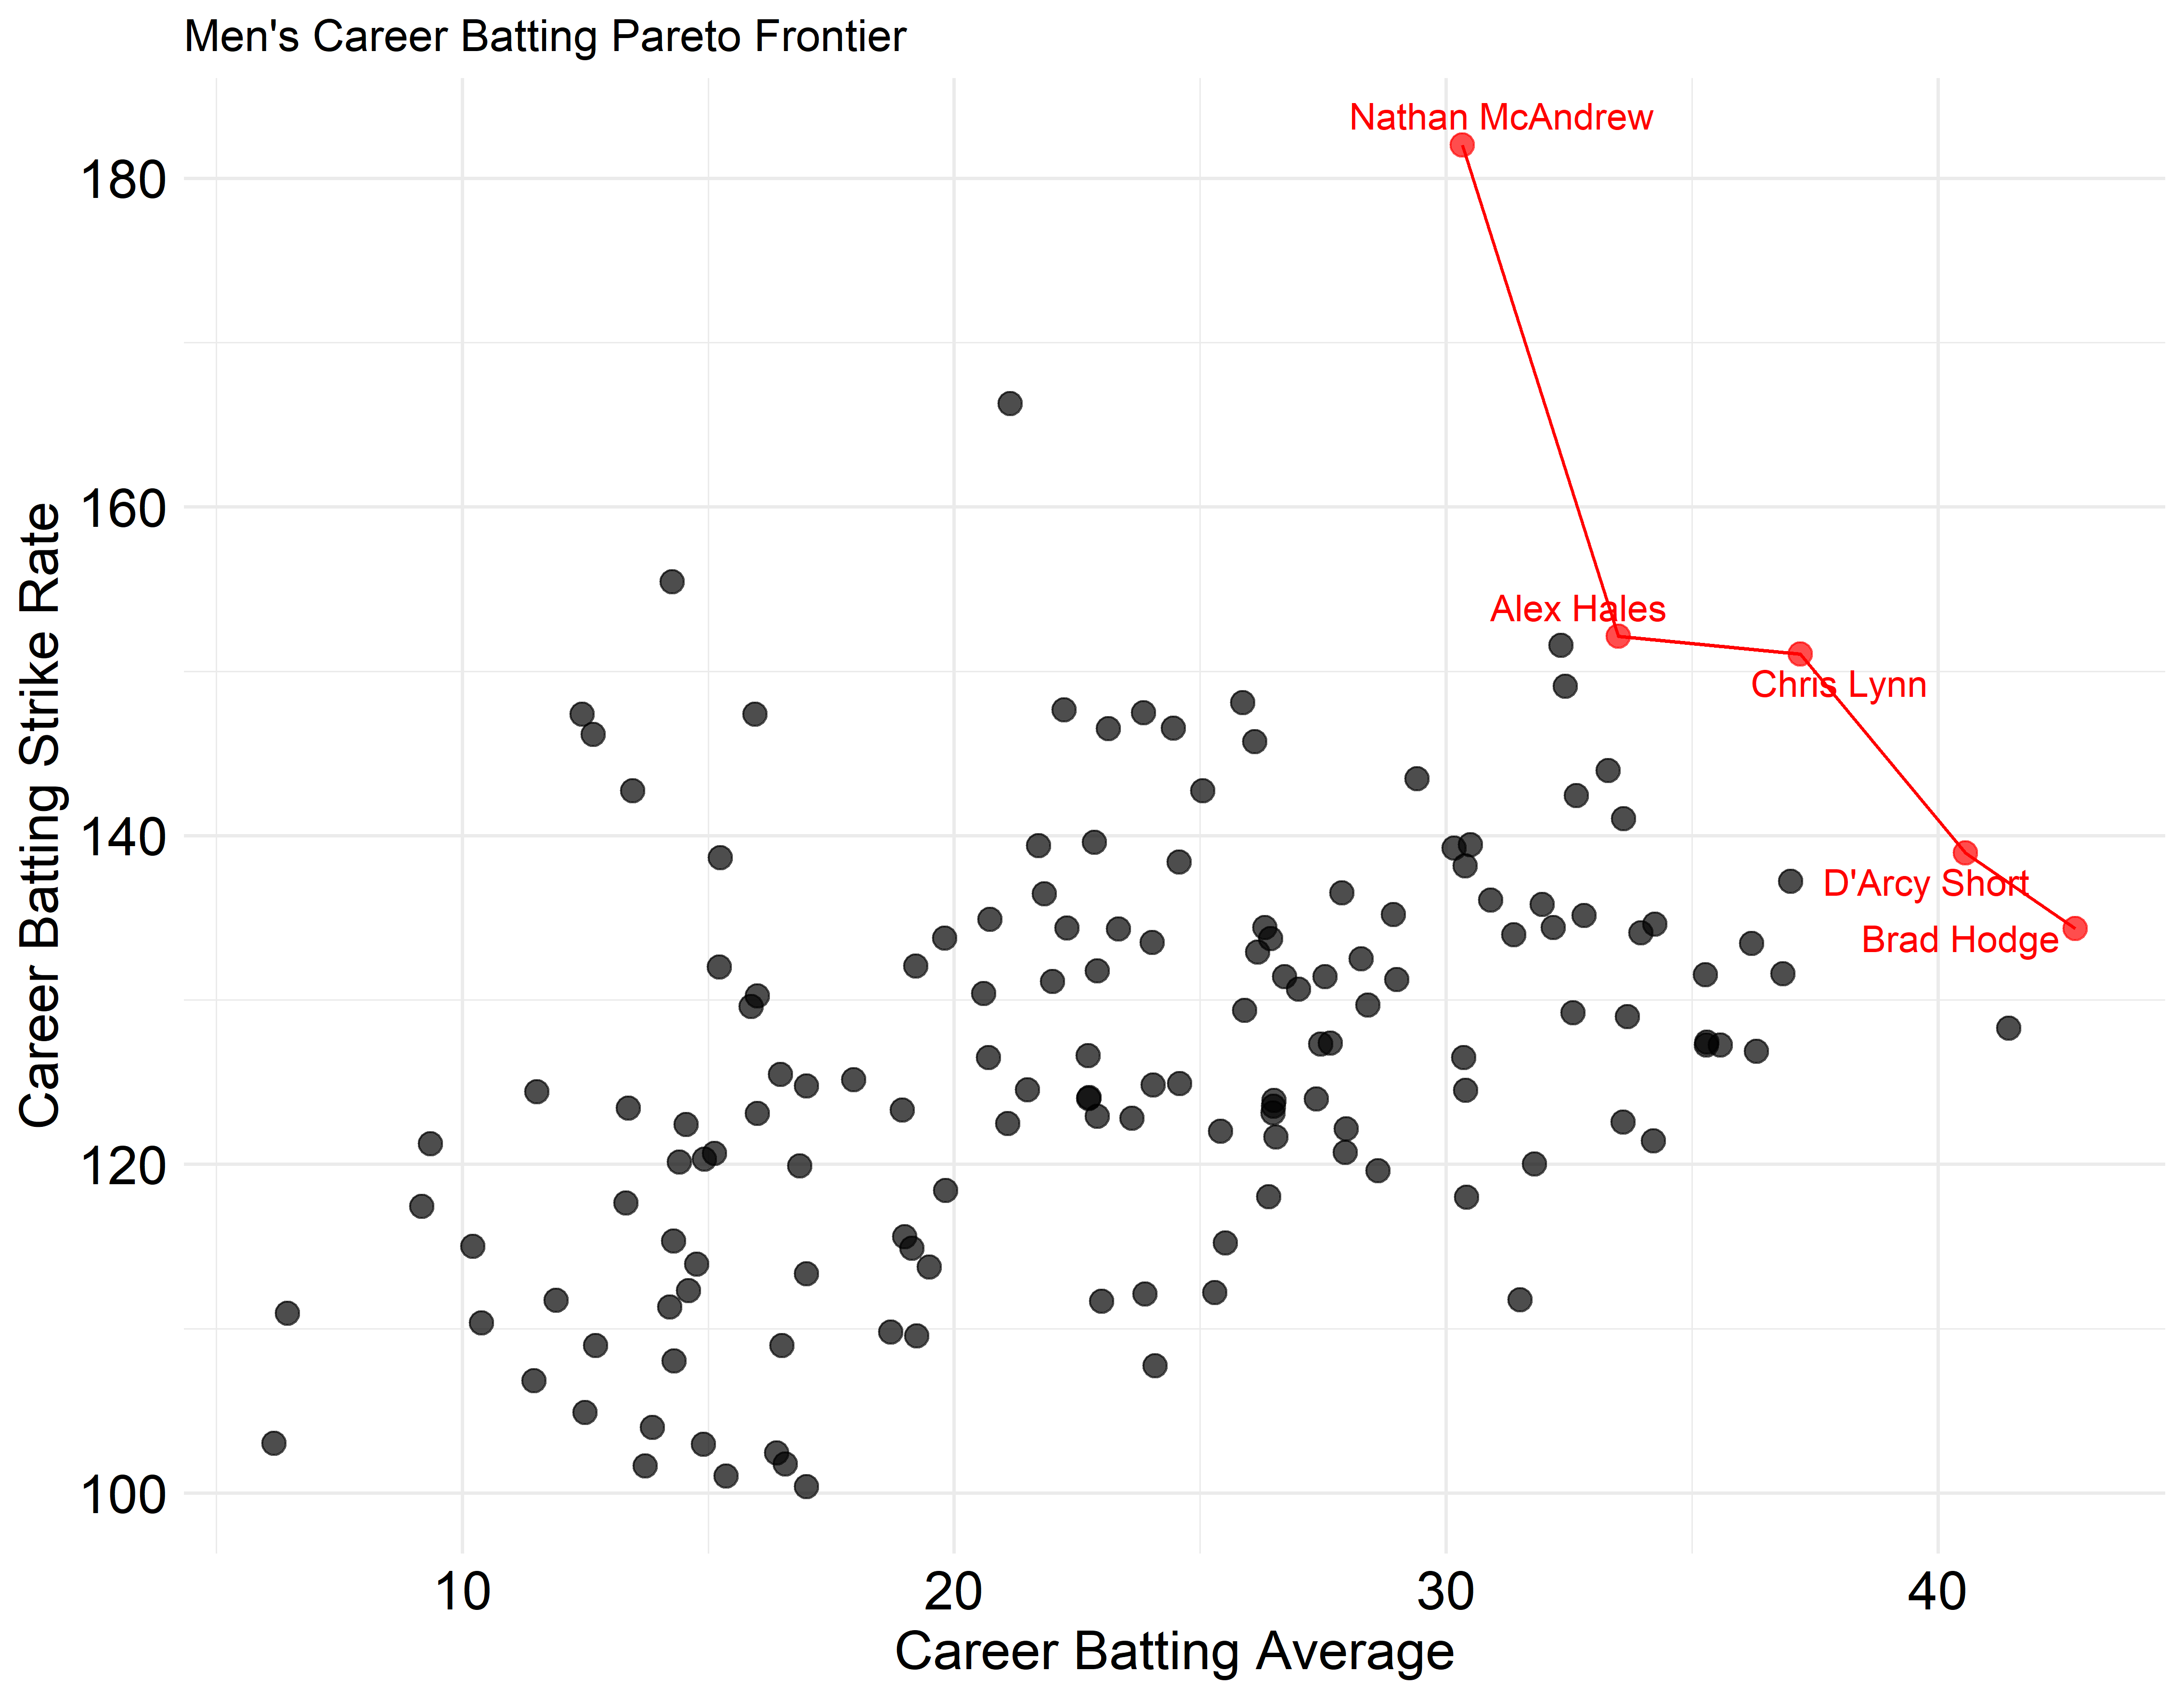 Men's Career Batting Pareto Frontier
Nathan McAndrew
180
160
Alex Hales
Chris Lynn
140
D'Arcy Short
Brad Hodge
120
100
Career Batting Strike Rate
10 20 30 40
Career Batting Average